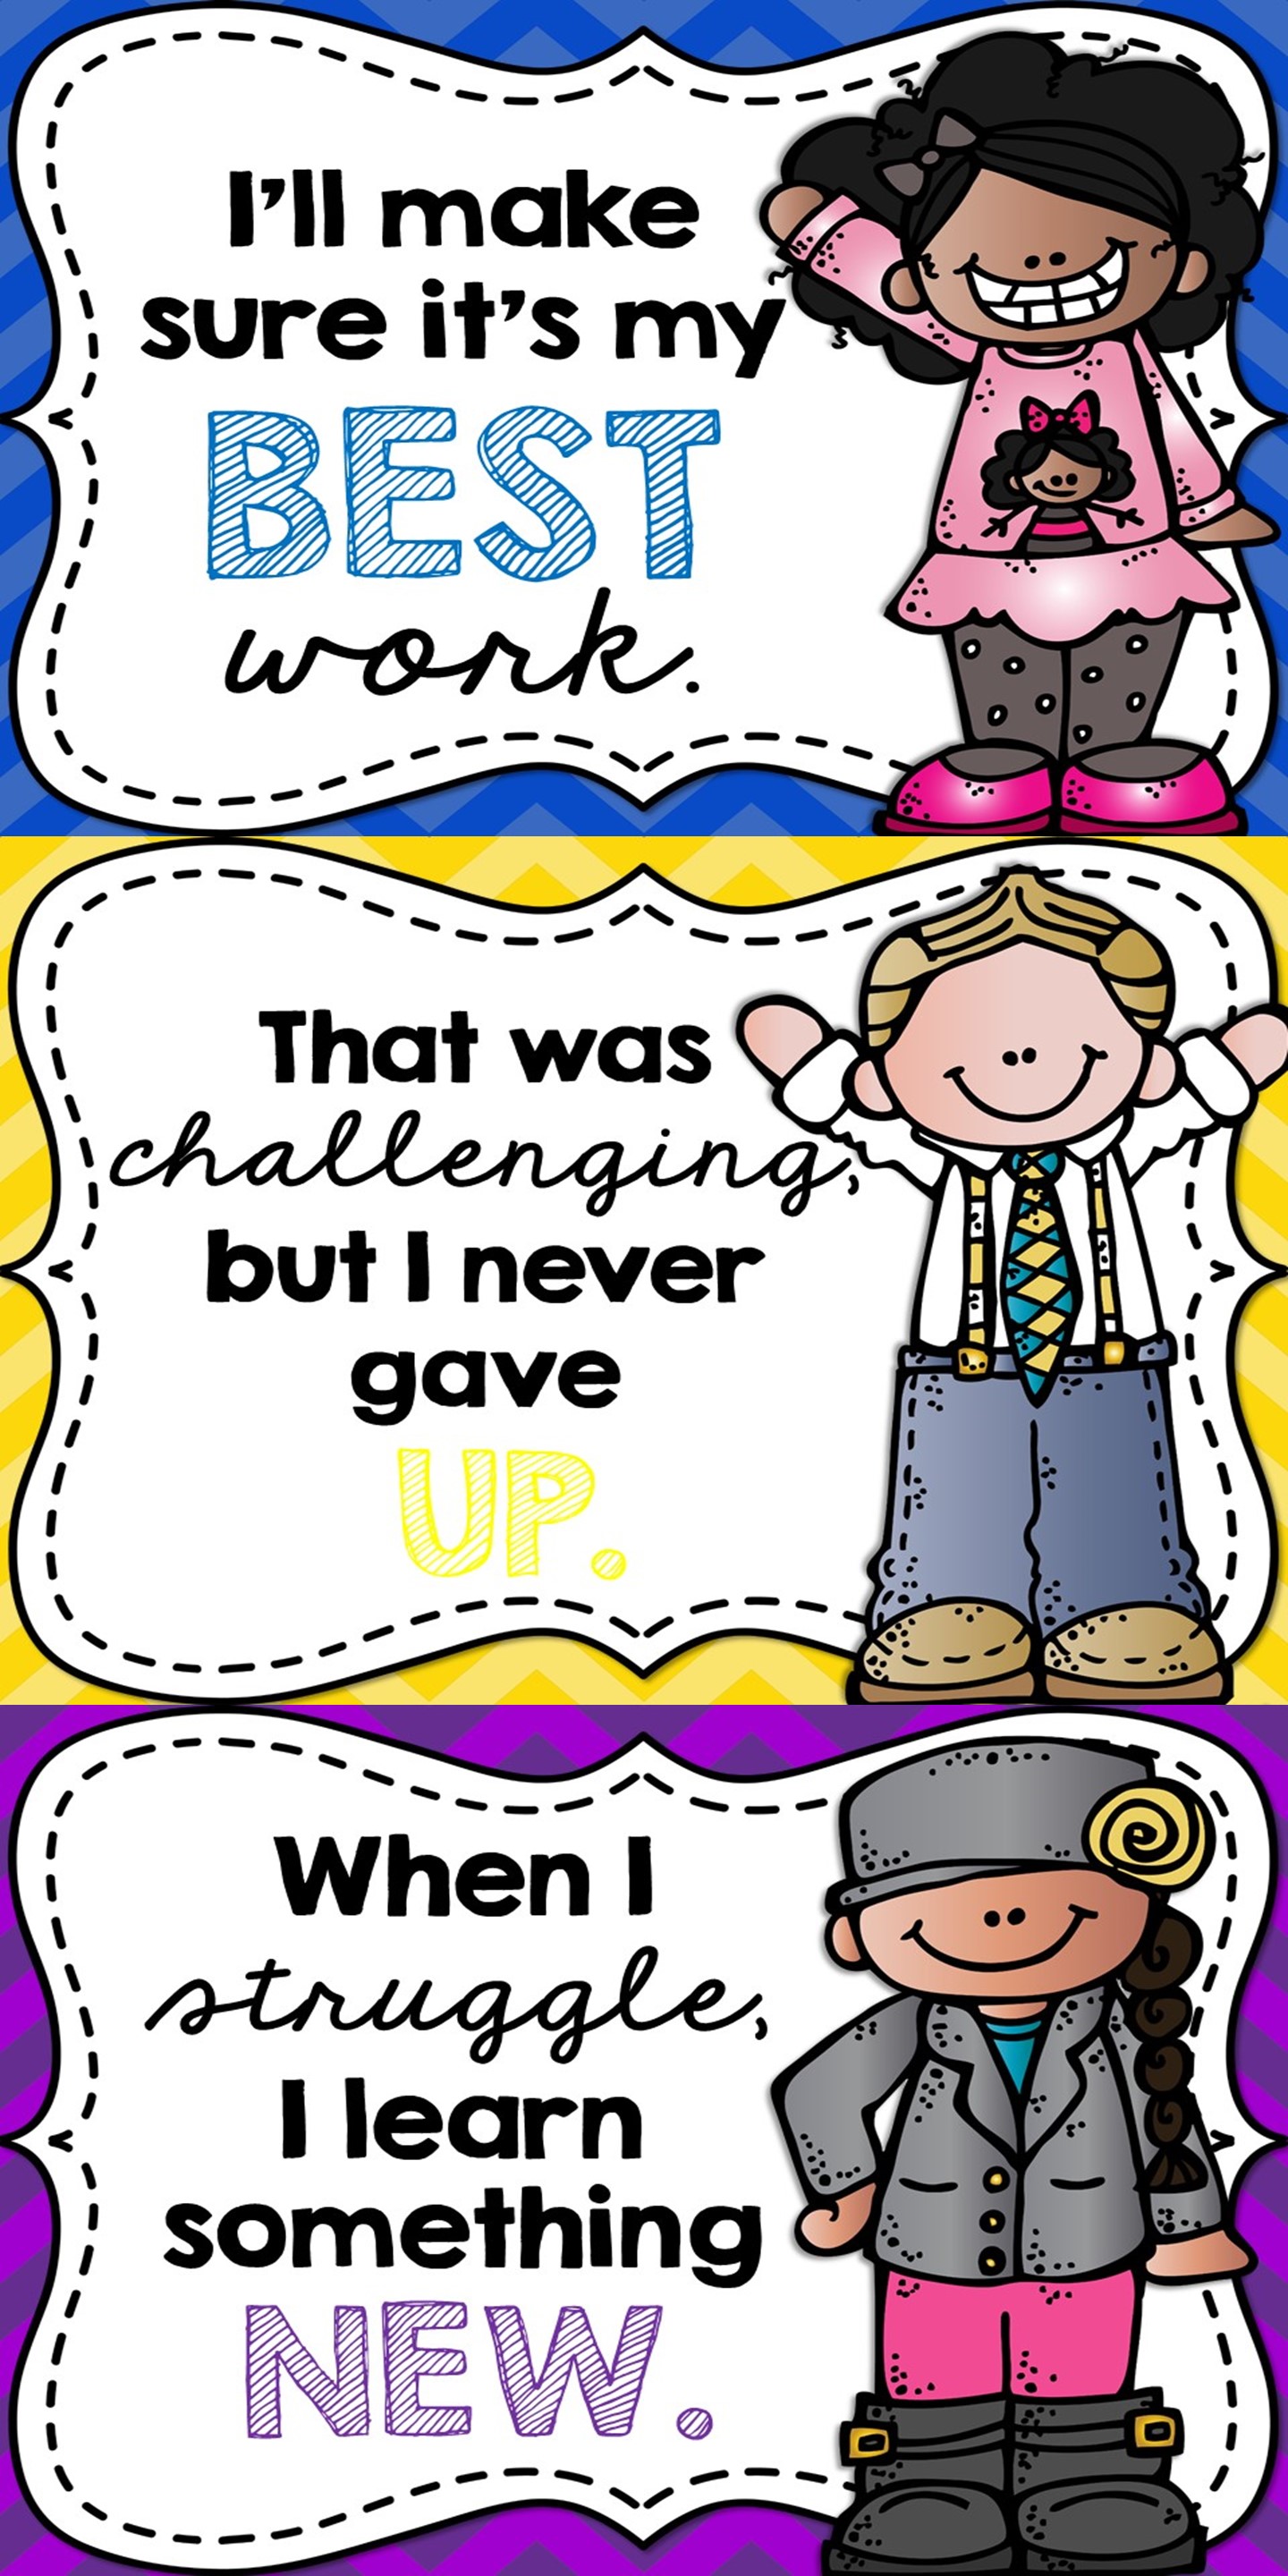 I'll make
sure it's my
BEST
work.
That was
challenging,
but I never
gave
UP.
When I
struggle,
I learn
something
NEW.